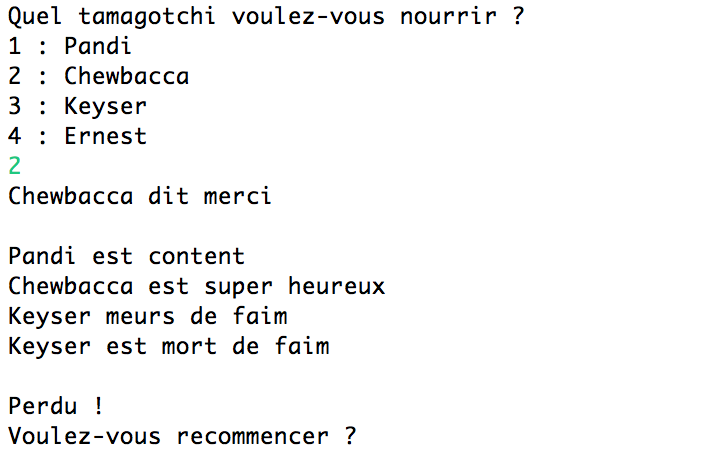 Quel tamagotchi voulez-vous nourrir ?
1 : Pandi
2 : Chewbacca
3 : Keyser
4 : Ernest
2
Chewbacca dit merci
Pandi est content
Chewbacca est super heureux
Keyser meurs de faim
Keyser est mort de faim
Perdu !
Voulez-vous recommencer ?